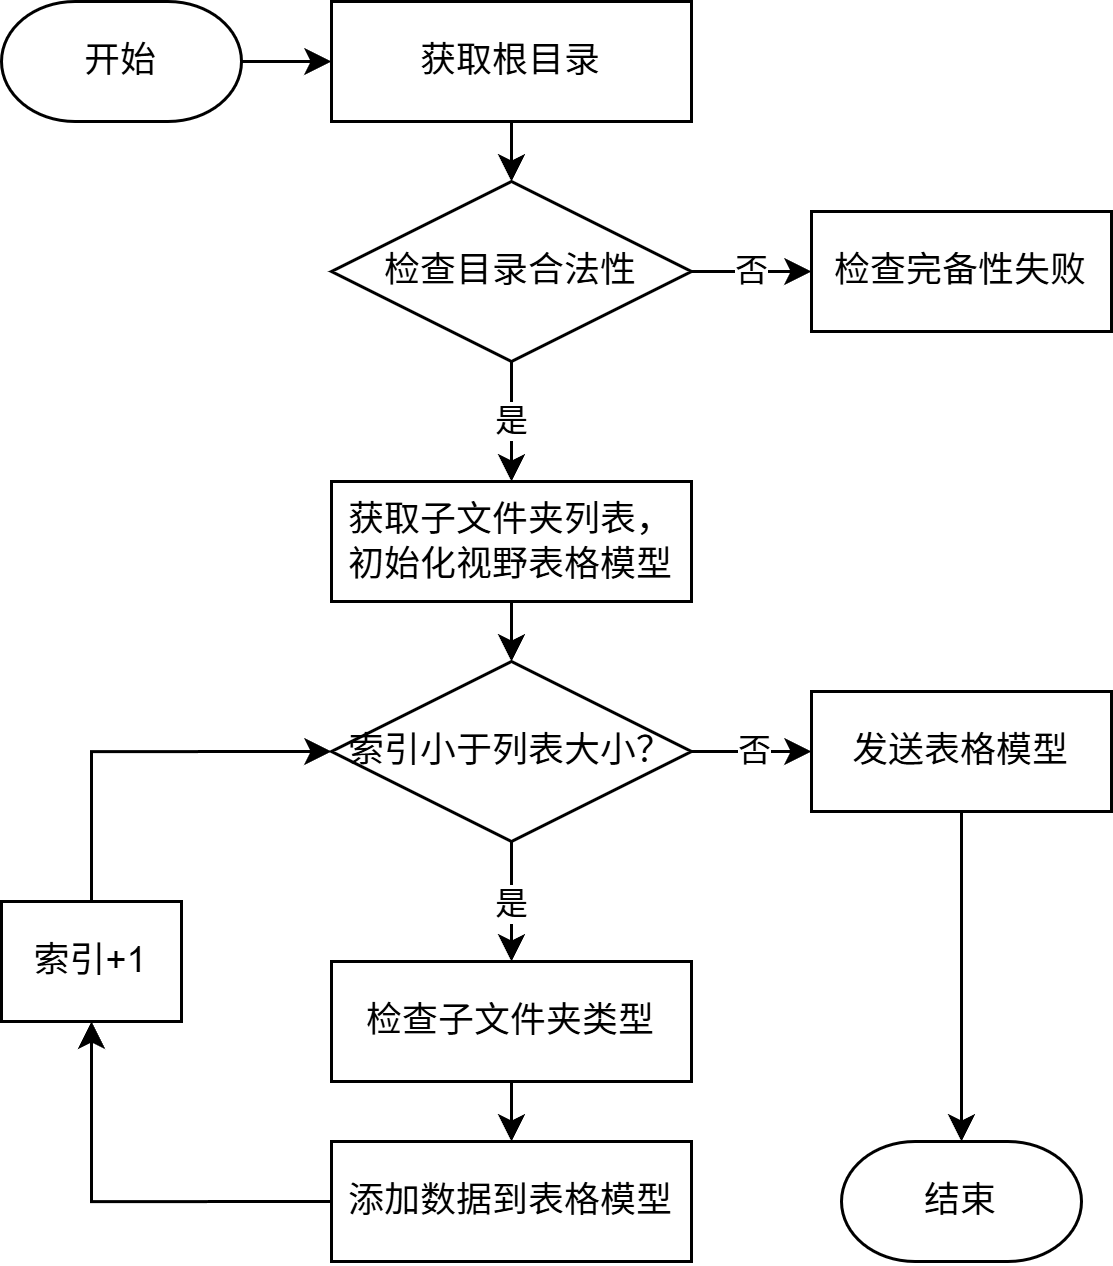 开始
获取根目录
检查目录合法性
否
检查完备性失败
是
获取子文件夹列表，
初始化视野表格模型
索引小于列表大小？
否
发送表格模型
是
索引+1
检查子文件夹类型
添加数据到表格模型
结束